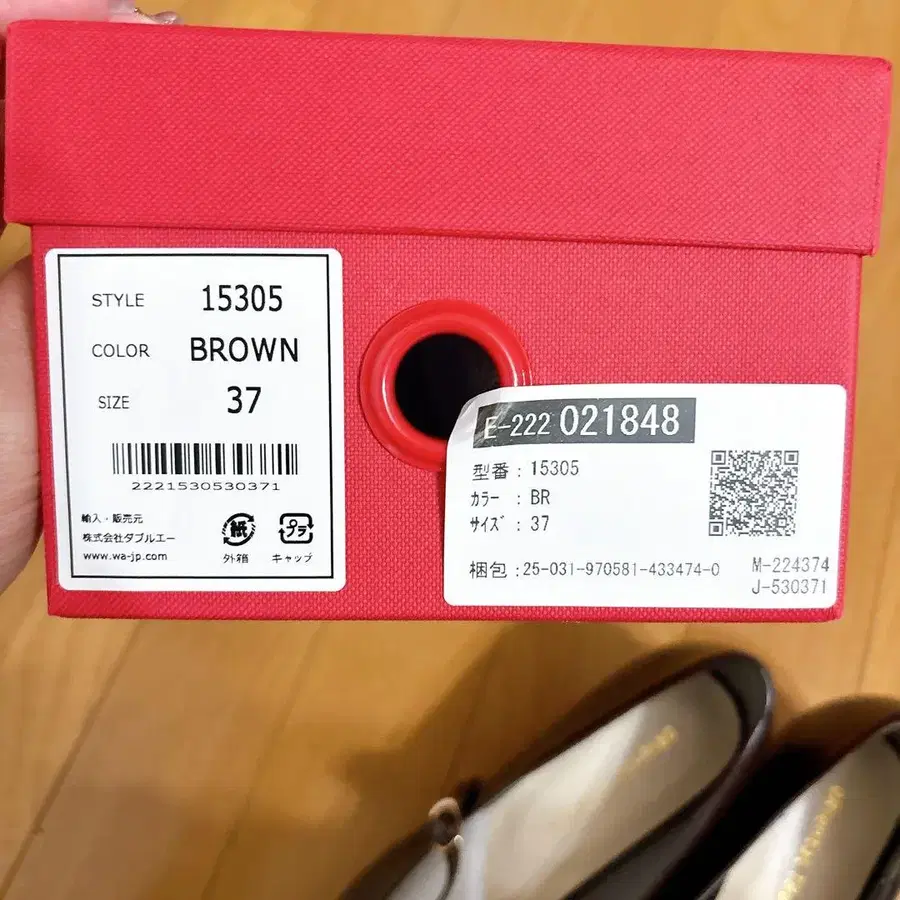 STYLE 15305
COLOR BROWN
SIZE 37
2221530530371
輸入・販売元
株式会社ダブルエー
www.wa-jp.com
紙
外箱
プラ
キャップ
E-222 021848
型番 : 15305
ｶﾗｰ : BR
ｻｲｽﾞ : 37
梱包 : 25-031-970581-433474-0
M-224374
J-530371